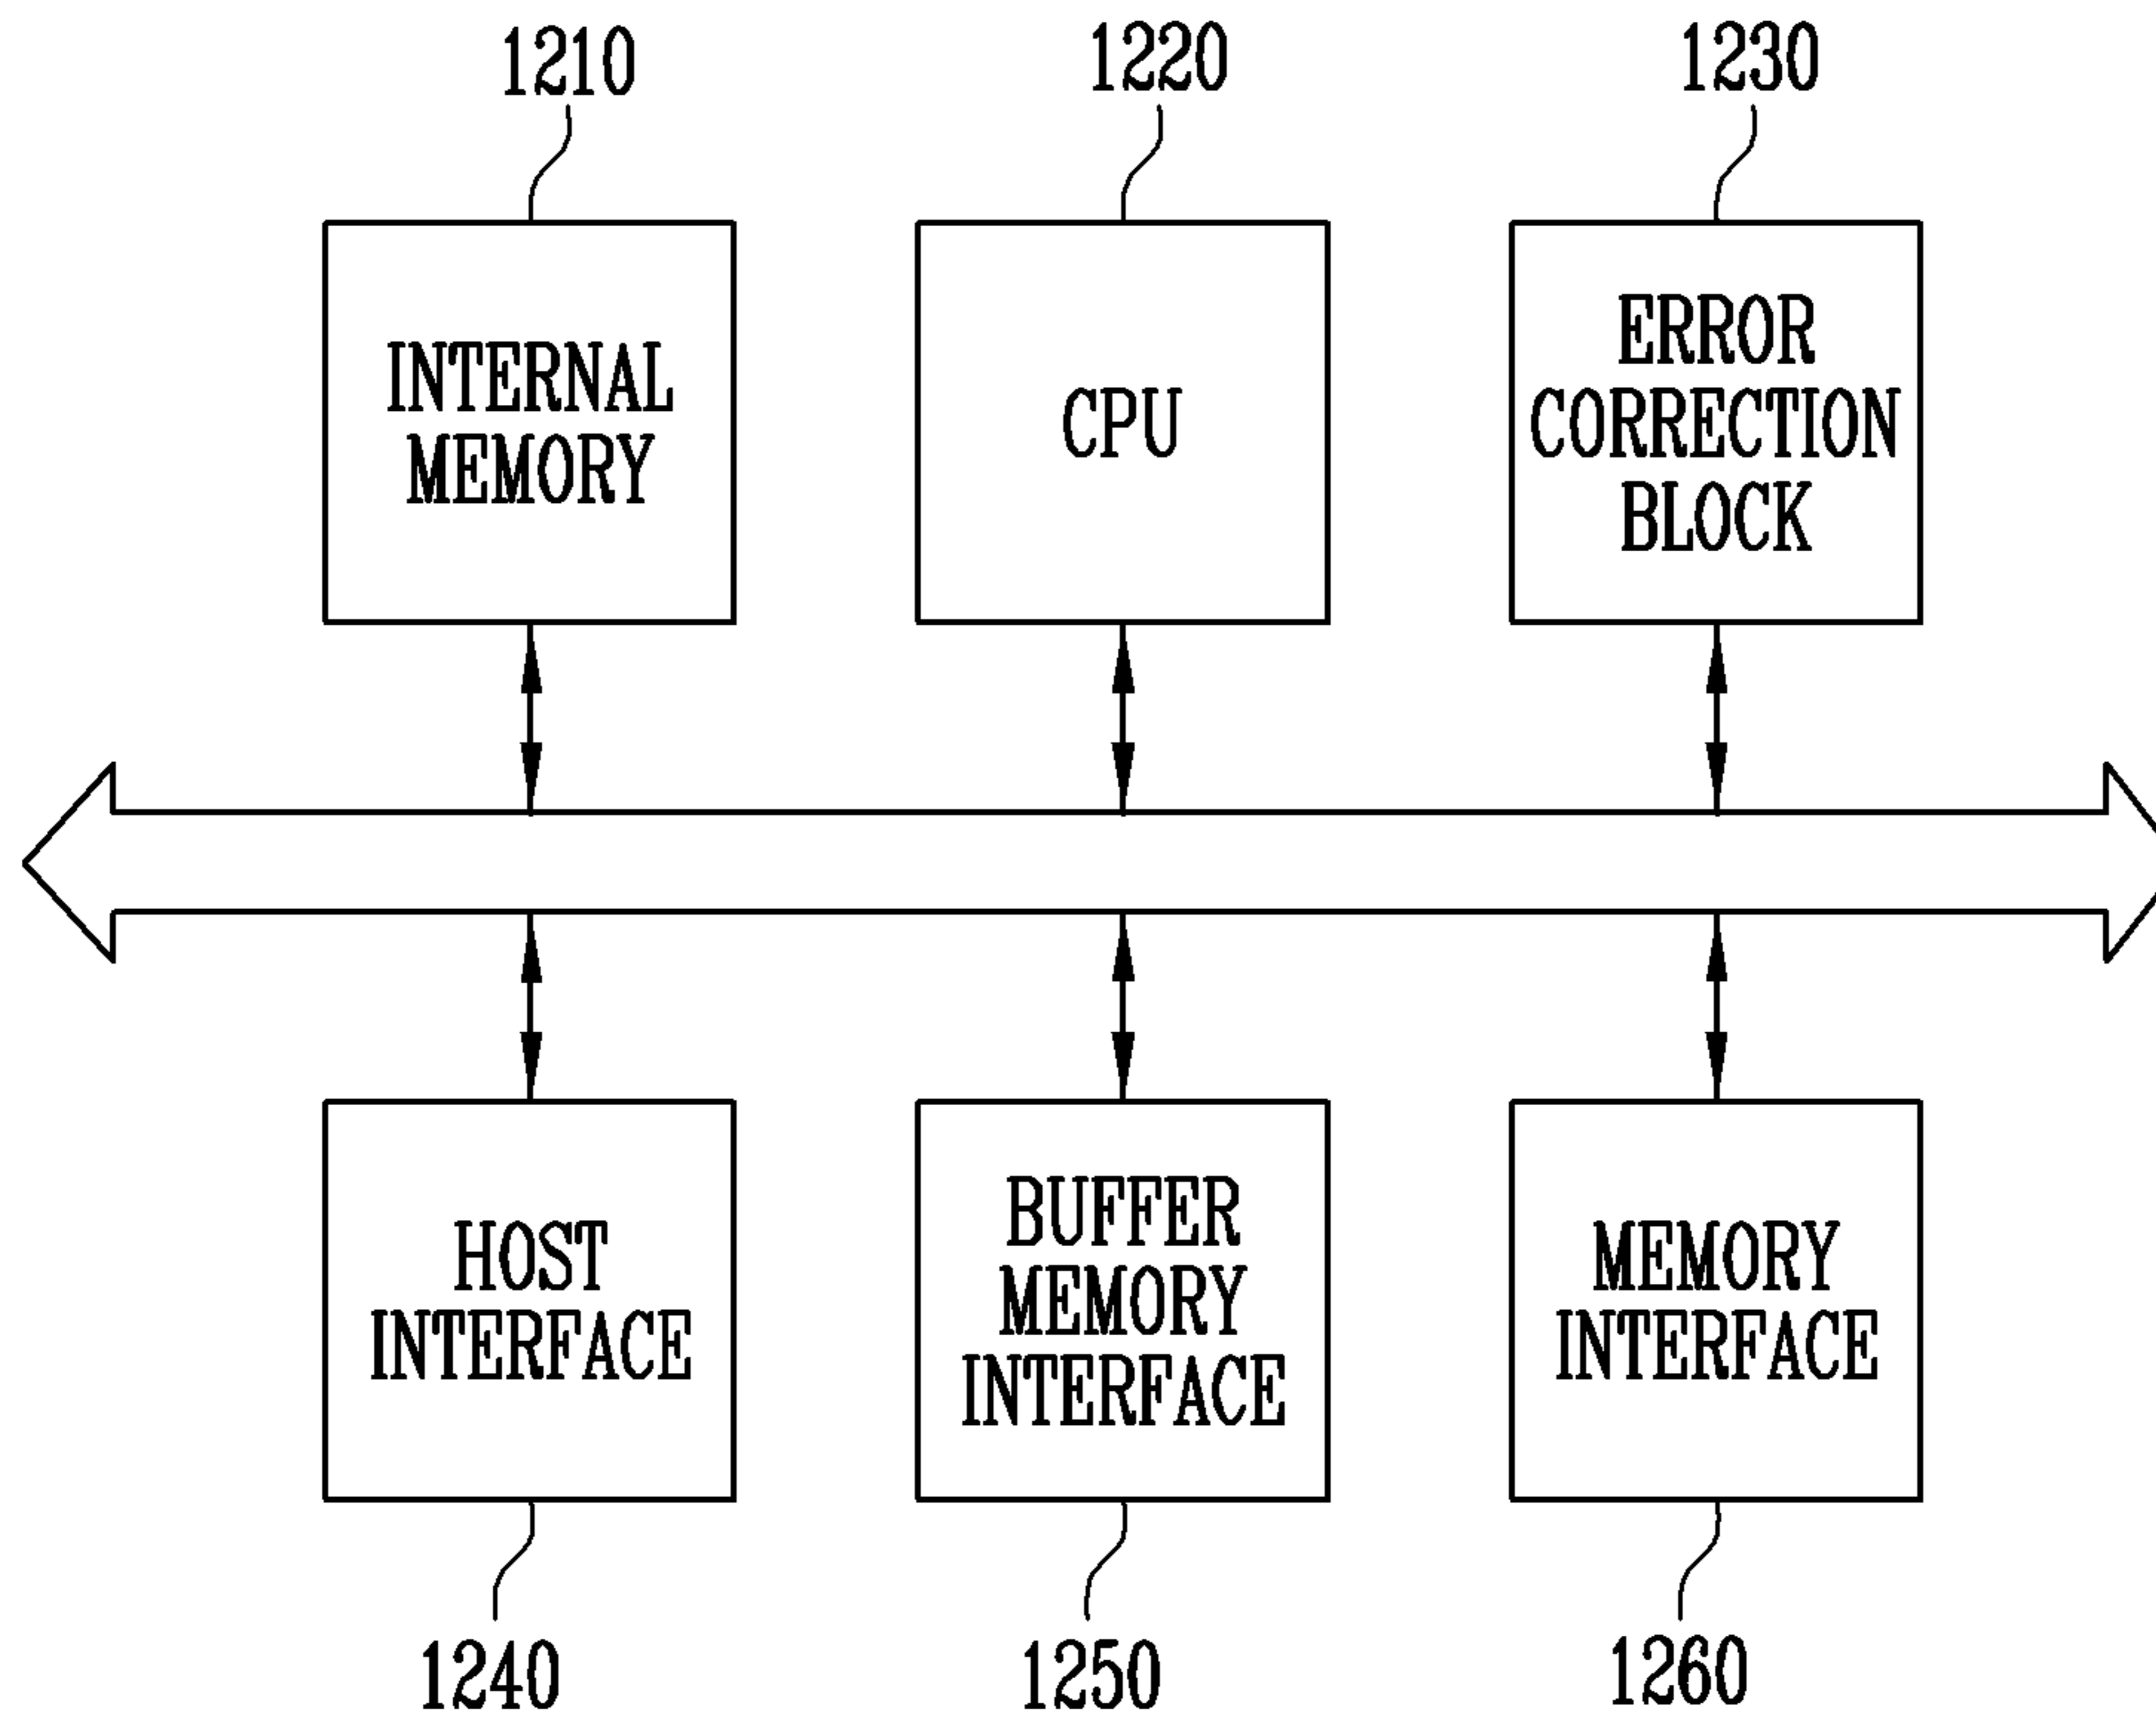 1210
1220
1230
INTERNAL
MEMORY
CPU
ERROR
CORRECTION
BLOCK
HOST
INTERFACE
BUFFER
MEMORY
INTERFACE
MEMORY
INTERFACE
1240
1250
1260